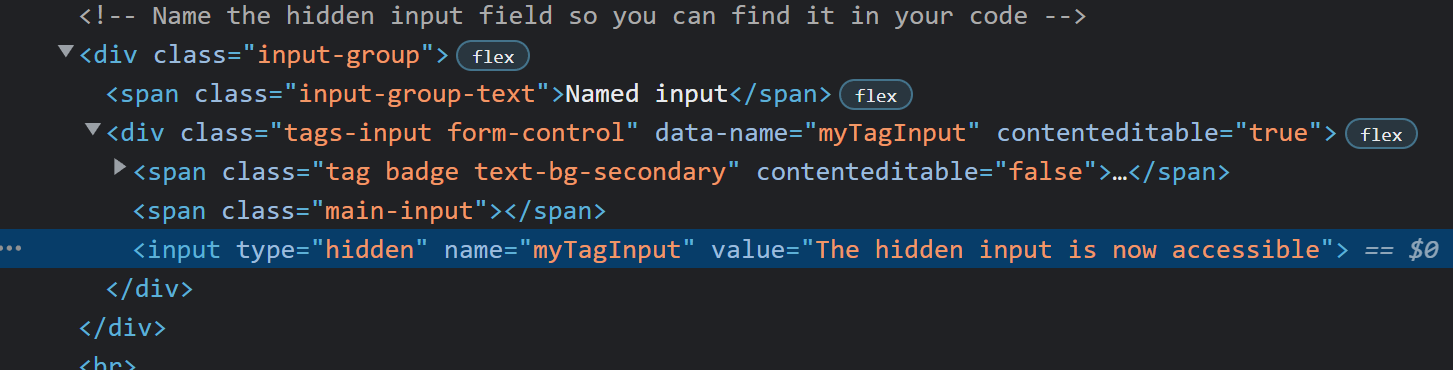 <!-- Name the hidden input field so you can find it in your code -->
▼<div class="input-group"> flex
<span class="input-group-text">Named input</span> flex
▼<div class="tags-input form-control" data-name="myTagInput" contenteditable="true"> flex
▶<span class="tag badge text-bg-secondary" contenteditable="false">…</span>
<span class="main-input"></span>
⋯ <input type="hidden" name="myTagInput" value="The hidden input is now accessible"> == $0
</div>
</div>
<hr>